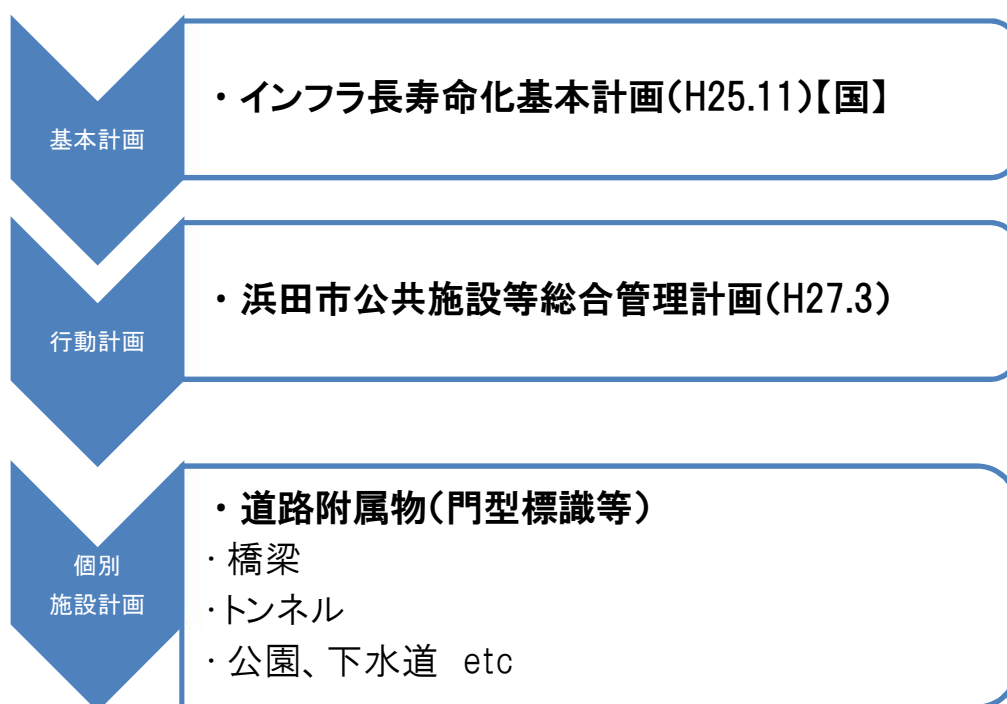 基本計画
・インフラ長寿命化基本計画(H25.11)【国】
行動計画
・浜田市公共施設等総合管理計画(H27.3)
個別
施設計画
・道路附属物(門型標識等)
・橋梁
・トンネル
・公園、下水道 etc